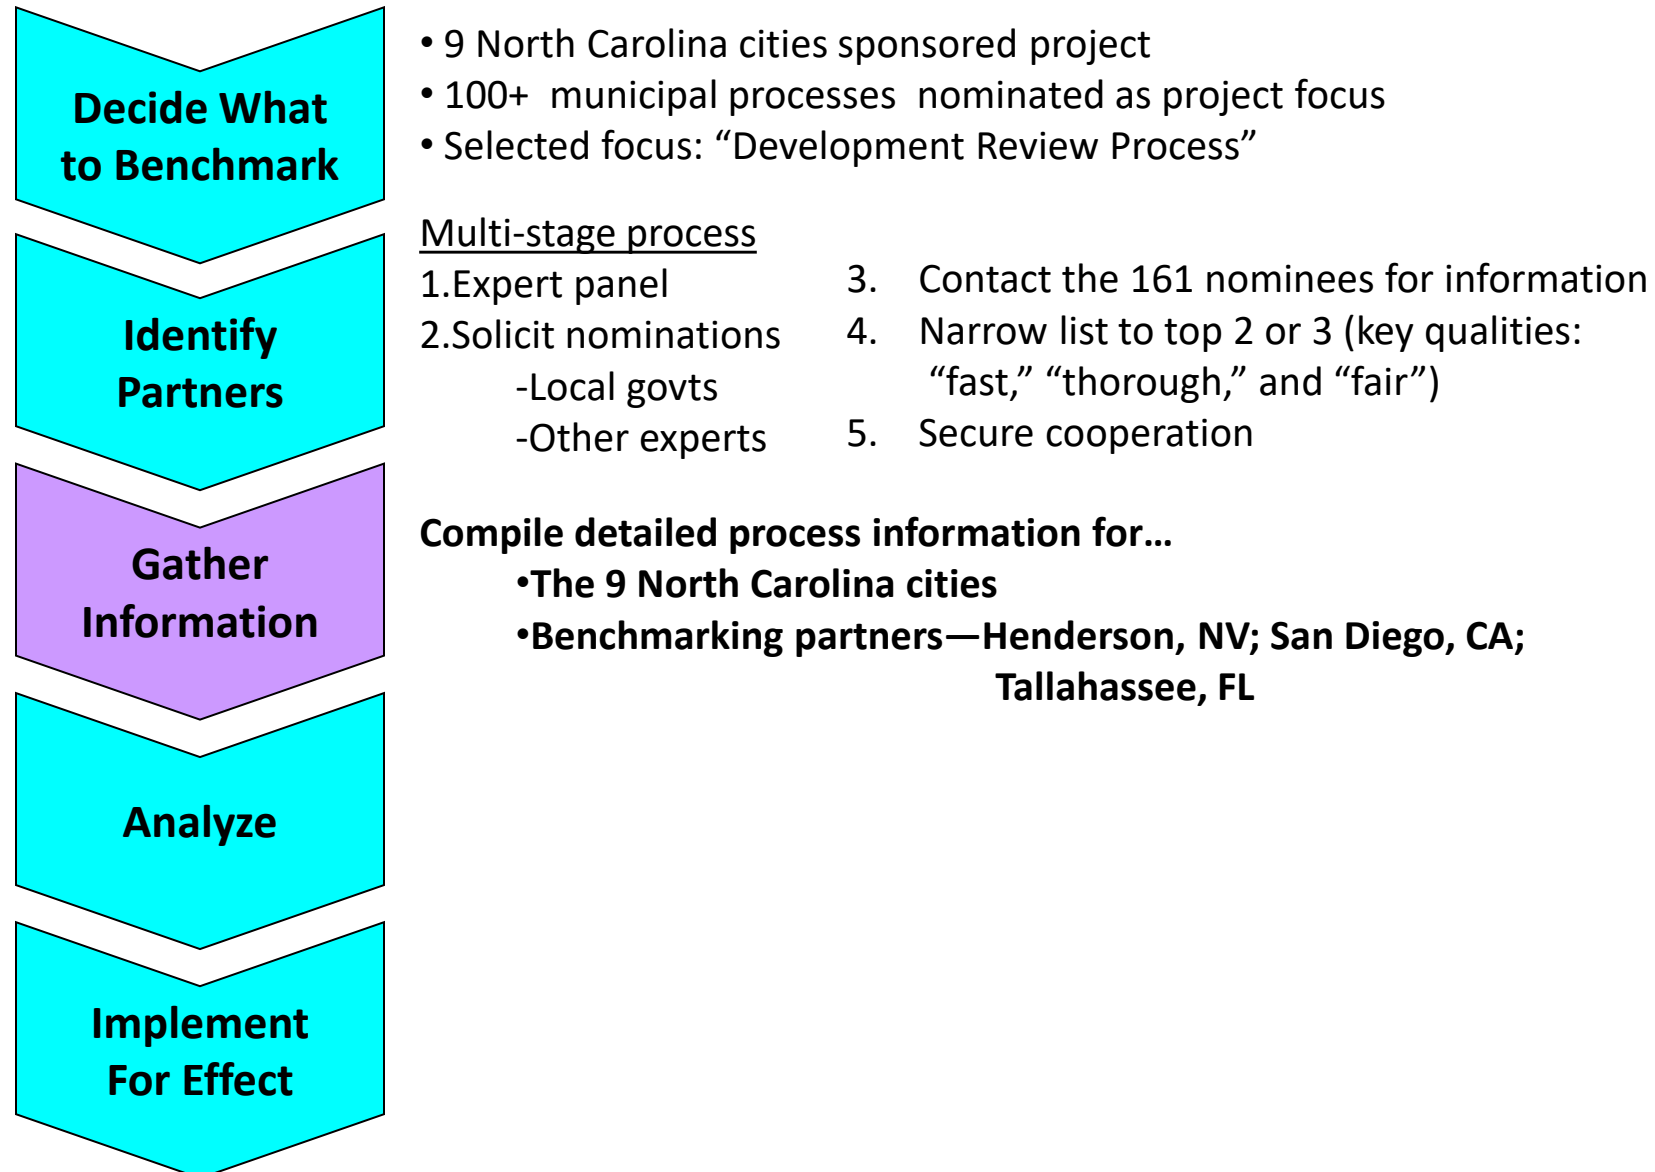 Decide What
to Benchmark
• 9 North Carolina cities sponsored project
• 100+ municipal processes nominated as project focus
• Selected focus: “Development Review Process”
Identify
Partners
Multi-stage process
1.Expert panel
2.Solicit nominations
-Local govts
-Other experts
3. Contact the 161 nominees for information
4. Narrow list to top 2 or 3 (key qualities:
“fast,” “thorough,” and “fair”)
5. Secure cooperation
Gather
Information
Compile detailed process information for…
•The 9 North Carolina cities
•Benchmarking partners—Henderson, NV; San Diego, CA;
Tallahassee, FL
Analyze
Implement
For Effect